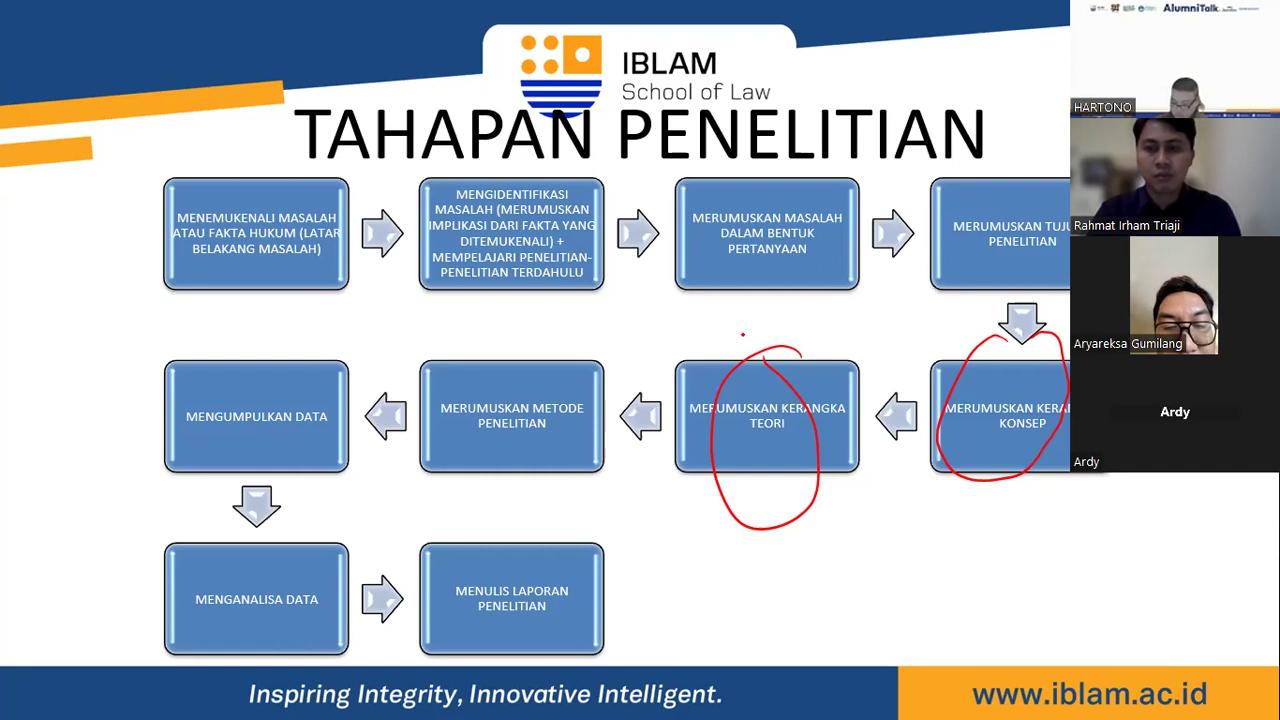 IBLAM
School of Law
TAHAPAN PENELITIAN
MENEMUKENALI MASALAH
ATAU FAKTA HUKUM (LATAR
BELAKANG MASALAH)
MENGIDENTIFIKASI
MASALAH (MERUMUSKAN
IMPLIKASI DARI FAKTA YANG
DITEMUKENALI) +
MEMPELAJARI PENELITIAN-
PENELITIAN TERDAHULU
MERUMUSKAN MASALAH
DALAM BENTUK
PERTANYAAN
MERUMUSKAN TUJU
PENELITIAN
MERUMUSKAN KERAN
KONSEP
MERUMUSKAN KERANGKA
TEORI
MERUMUSKAN METODE
PENELITIAN
MENGUMPULKAN DATA
MENGANALISA DATA
MENULIS LAPORAN
PENELITIAN
AlumniTalk
HARTONO
Rahmat Irham Triaji
Aryareksa Gumilang
Ardy
Ardy
Inspiring Integrity, Innovative Intelligent.
www.iblam.ac.id